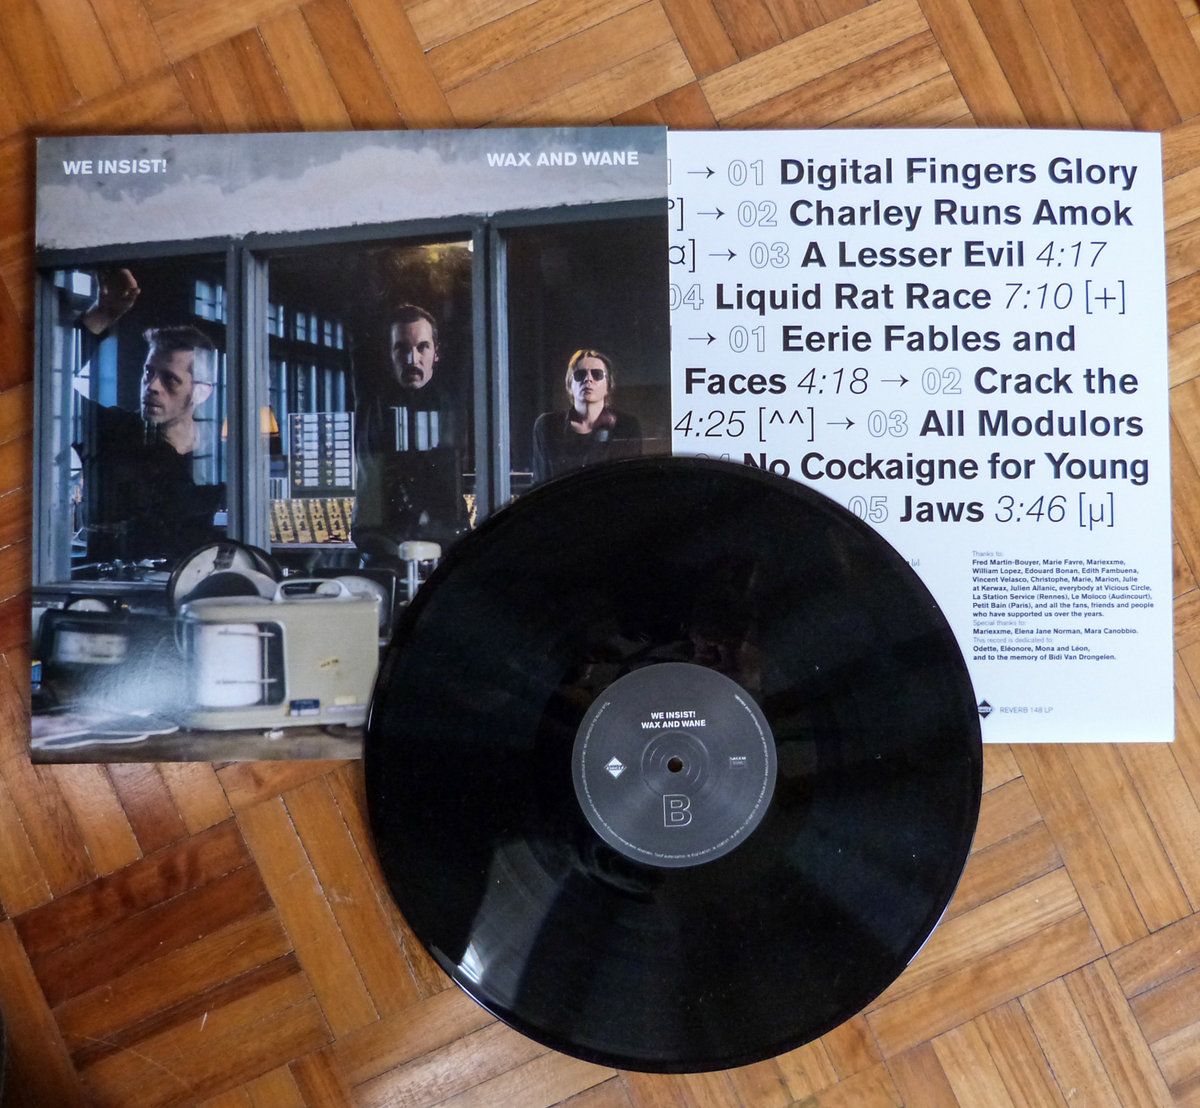 WE INSIST!
WAX AND WANE
] → 01 Digital Fingers Glory
] → 02 Charley Runs Amok
¤] → 03 A Lesser Evil 4:17
04 Liquid Rat Race 7:10 [+]
→ 01 Eerie Fables and
Faces 4:18 → 02 Crack the
4:25 [^^] → 03 All Modulors
04 No Cockaigne for Young
05 Jaws 3:46 [µ]
Thanks to:
Fred Martin-Bouyer, Marie Favre, Mariexxme,
William Lopez, Edouard Bonan, Edith Fambuena,
Vincent Velasco, Christophe, Marie, Marion, Julie
at Kerwax, Julien Allanic, everybody at Vicious Circle,
La Station Service (Rennes), Le Moloco (Audincourt),
Petit Bain (Paris), and all the fans, friends and people
who have supported us over the years.
Special thanks to:
Mariexxme, Elena Jane Norman, Mara Canobbio.
This record is dedicated to:
Odette, Eléonore, Mona and Léon,
and to the memory of Bidi Van Drongelen.
REVERB 148 LP
WE INSIST!
WAX AND WANE
B